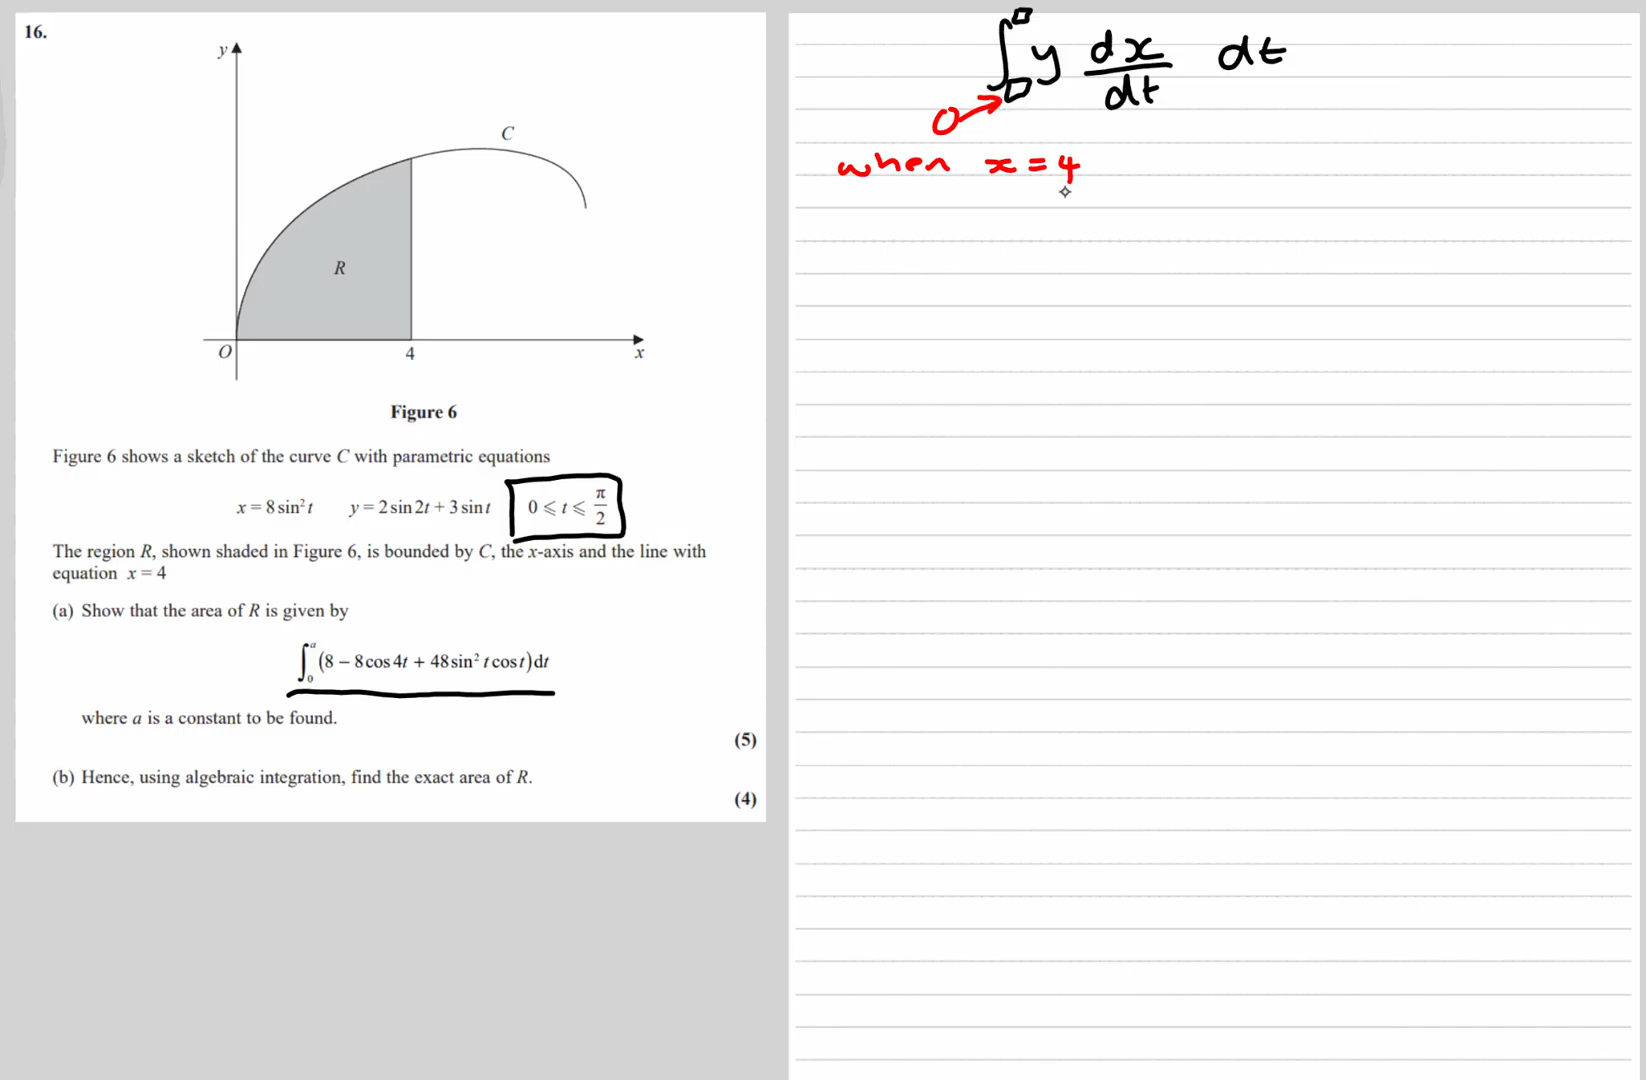 16.
y
C
R
O
4
x
Figure 6
Figure 6 shows a sketch of the curve C with parametric equations
x = 8 sin² t    y = 2 sin 2t + 3 sin t    0 ⩽ t ⩽ π/2
The region R, shown shaded in Figure 6, is bounded by C, the x-axis and the line with
equation x = 4
(a) Show that the area of R is given by
∫₀ᵃ (8 – 8 cos 4t + 48 sin² t cos t) dt
where a is a constant to be found.
(5)
(b) Hence, using algebraic integration, find the exact area of R.
(4)
∫ y dx/dt dt
0
when x = 4